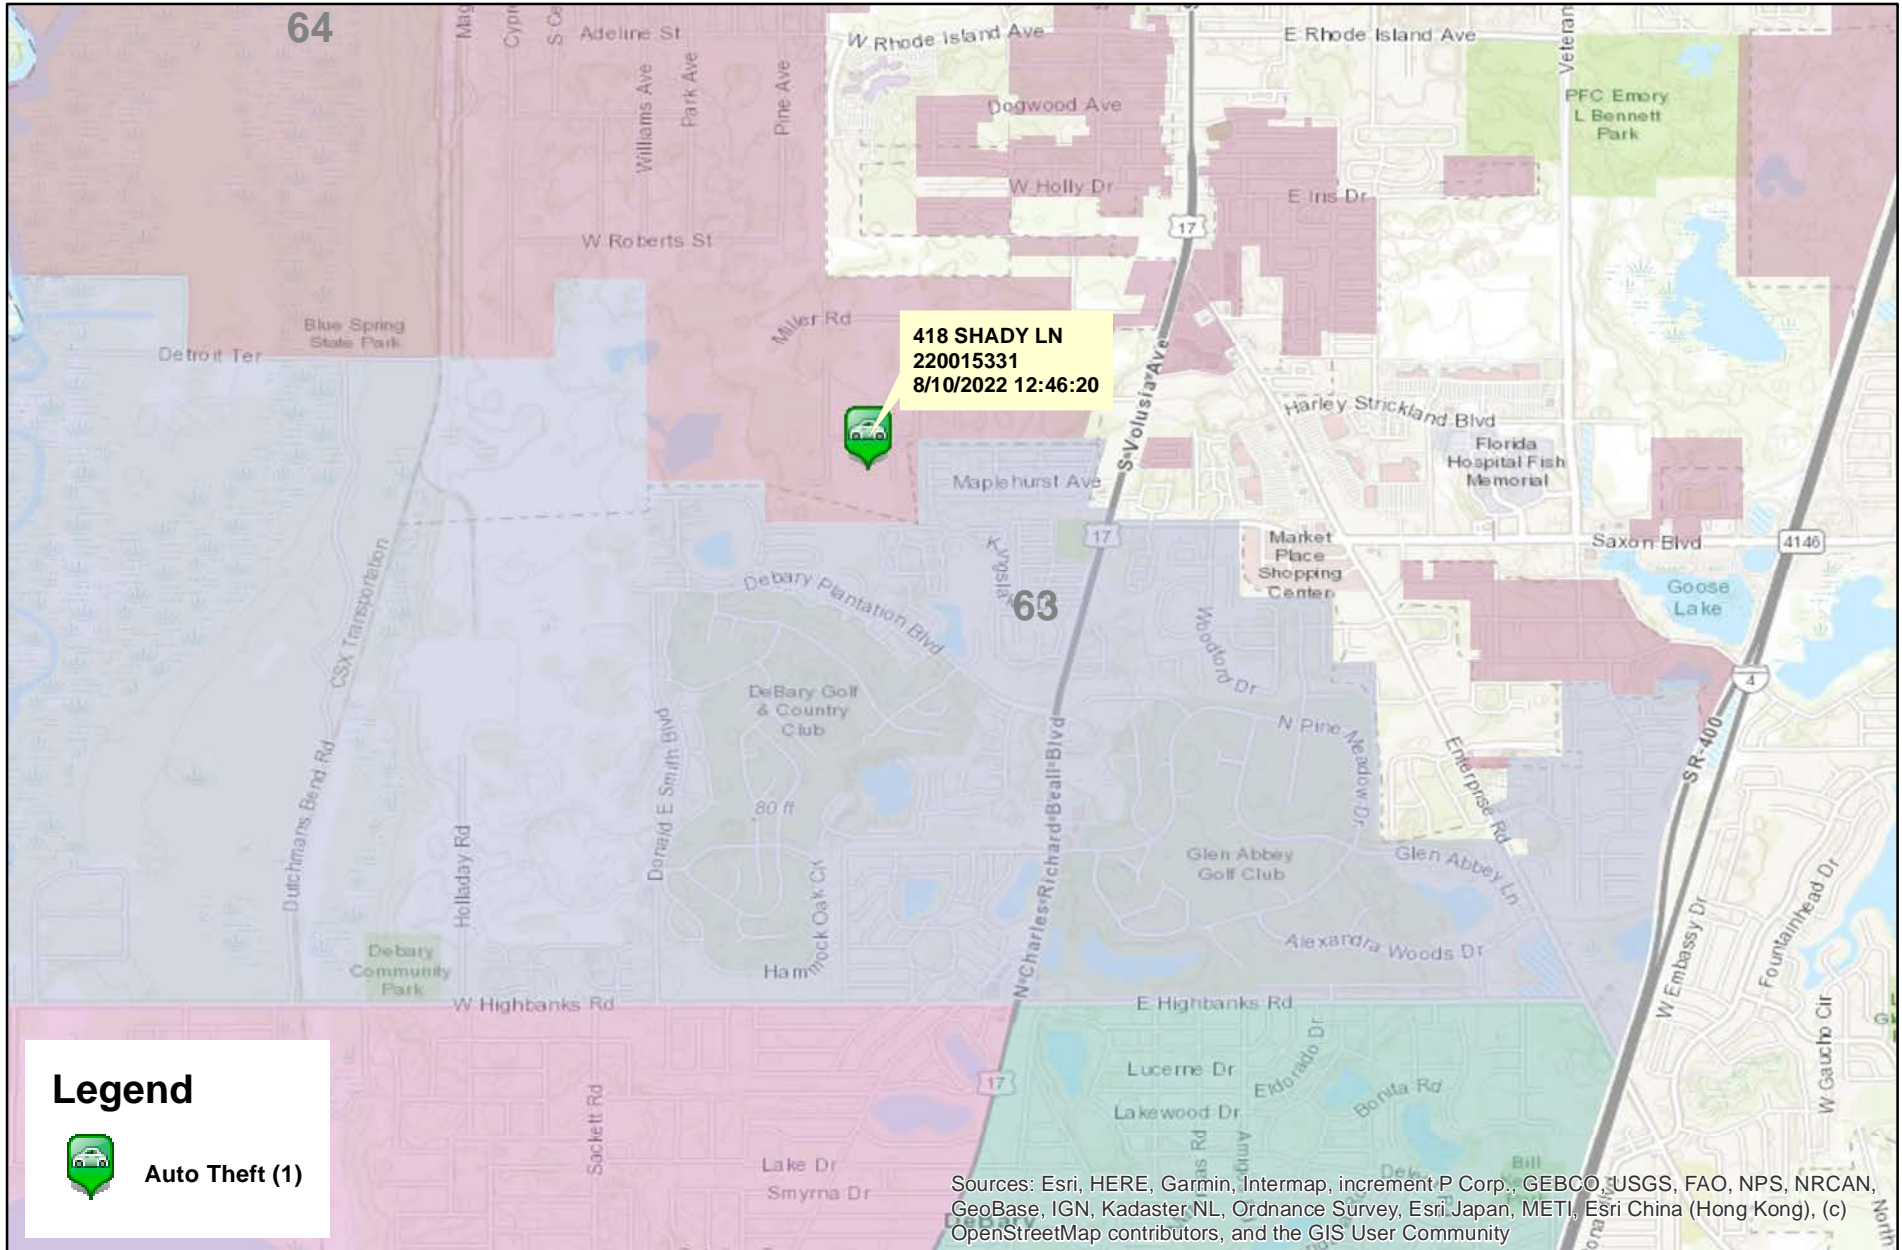 64
Adeline St
W Rhode Island Ave
E Rhode Island Ave
Williams Ave
Park Ave
Pine Ave
Dogwood Ave
PFC Emory
L Bennett
Park
W Holly Dr
E Iris Dr
17
W Roberts St
Blue Spring
State Park
Detroit Ter
Miller Rd
418 SHADY LN
220015331
8/10/2022 12:46:20
S Volusia Ave
Harley Strickland Blvd
Florida
Hospital Fish
Memorial
Maplehurst Ave
17
Market
Place
Shopping
Center
Saxon Blvd
4146
Goose
Lake
CSX Transportation
Debary Plantation Blvd
63
Woodford Dr
DeBary Golf
& Country
Club
N Pine Meadow Dr
4
SR-400
Enterprise Rd
Donald E Smith Blvd
Dutchmans Bend Rd
Holladay Rd
80 ft
N Charles Richard Beall Blvd
Glen Abbey
Golf Club
Glen Abbey Ln
Hammock Oak Cir
Alexandra Woods Dr
Debary
Community
Park
W Embassy Dr
Fountainhead Dr
W Gaucho Cir
W Highbanks Rd
E Highbanks Rd
Legend
Auto Theft (1)
17
Lucerne Dr
Eldorado Dr
Bonita Rd
Lakewood Dr
Sackett Rd
Lake Dr
Smyrna Dr
Bill
DeBary
Sources: Esri, HERE, Garmin, Intermap, increment P Corp., GEBCO, USGS, FAO, NPS, NRCAN,
GeoBase, IGN, Kadaster NL, Ordnance Survey, Esri Japan, METI, Esri China (Hong Kong), (c)
OpenStreetMap contributors, and the GIS User Community